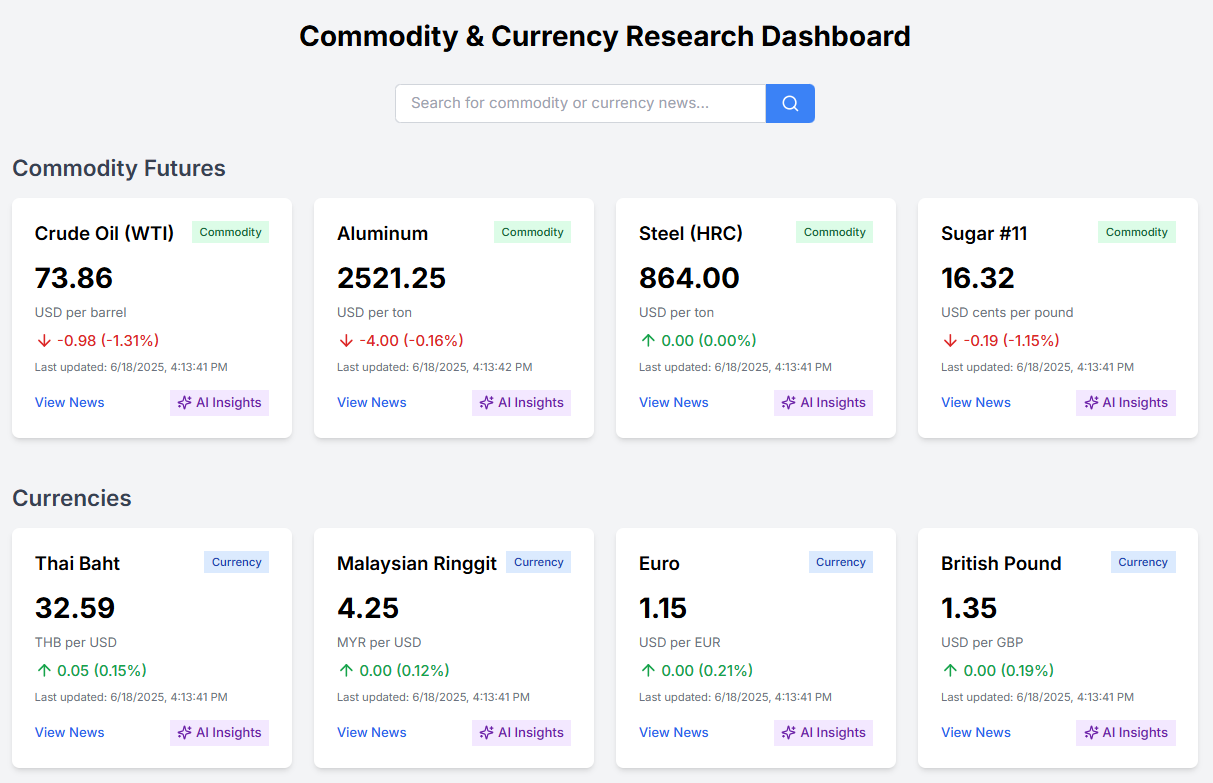 Commodity & Currency Research Dashboard
Search for commodity or currency news...
Commodity Futures
Crude Oil (WTI)
Commodity
73.86
USD per barrel
-0.98 (-1.31%)
Last updated: 6/18/2025, 4:13:41 PM
View News
AI Insights
Aluminum
Commodity
2521.25
USD per ton
-4.00 (-0.16%)
Last updated: 6/18/2025, 4:13:42 PM
View News
AI Insights
Steel (HRC)
Commodity
864.00
USD per ton
0.00 (0.00%)
Last updated: 6/18/2025, 4:13:41 PM
View News
AI Insights
Sugar #11
Commodity
16.32
USD cents per pound
-0.19 (-1.15%)
Last updated: 6/18/2025, 4:13:41 PM
View News
AI Insights
Currencies
Thai Baht
Currency
32.59
THB per USD
0.05 (0.15%)
Last updated: 6/18/2025, 4:13:41 PM
View News
AI Insights
Malaysian Ringgit
Currency
4.25
MYR per USD
0.00 (0.12%)
Last updated: 6/18/2025, 4:13:41 PM
View News
AI Insights
Euro
Currency
1.15
USD per EUR
0.00 (0.21%)
Last updated: 6/18/2025, 4:13:41 PM
View News
AI Insights
British Pound
Currency
1.35
USD per GBP
0.00 (0.19%)
Last updated: 6/18/2025, 4:13:41 PM
View News
AI Insights